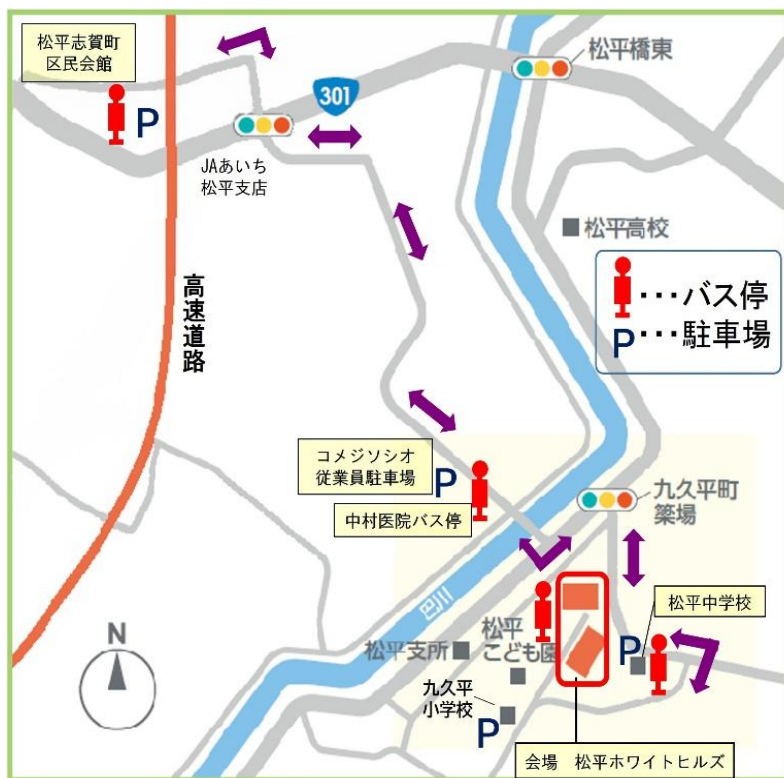 松平志賀町
区民会館
P
301
松平橋東
JAあいち
松平支店
松平高校
・・・バス停
P・・・駐車場
高速道路
コメジソシオ
従業員駐車場
P
中村医院バス停
九久平町
築場
巴川
松平中学校
P
松平支所
松平
こども園
九久平
小学校
P
N
会場 松平ホワイトヒルズ